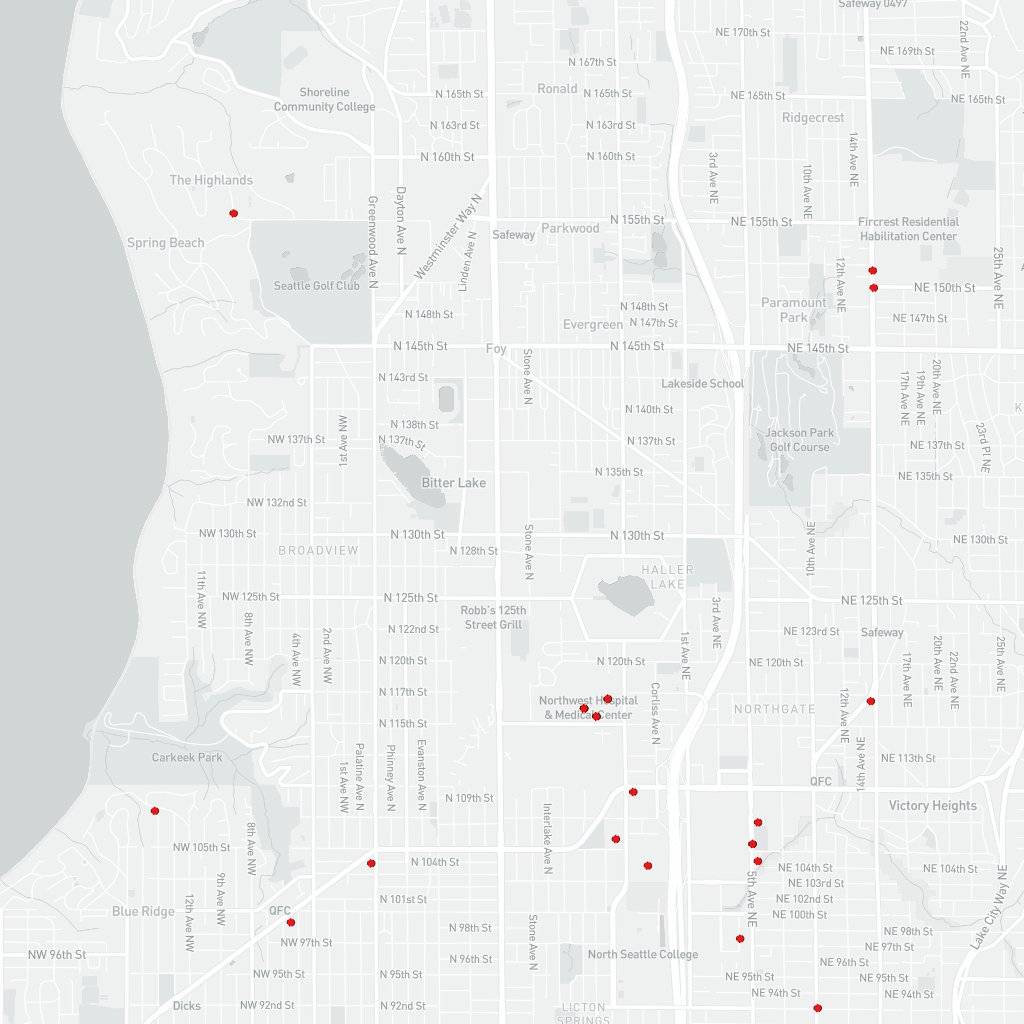 Safeway 0497
NE 170th St
22nd Ave NE
NE 169th St
N 167th St
Ronald
Shoreline
Community College
N 165th St
N 165th St
NE 165th St
NE 165th St
Ridgecrest
N 163rd St
N 163rd St
14th Ave NE
N 160th St
N 160th St
3rd Ave NE
10th Ave NE
The Highlands
Dayton Ave N
Greenwood Ave N
Westminster Way N
N 155th St
NE 155th St
Fircrest Residential
Habilitation Center
Safeway
Parkwood
Spring Beach
Linden Ave N
12th Ave NE
25th Ave NE
Seattle Golf Club
NE 150th St
Paramount
Park
N 148th St
N 148th St
Evergreen
N 147th St
NE 147th St
N 145th St
Foy
N 145th St
NE 145th St
Stone Ave N
N 143rd St
Lakeside School
17th Ave NE
19th Ave NE
20th Ave NE
N 140th St
1st Ave NW
N 138th St
NW 137th St
N 137th St
N 137th St
Jackson Park
Golf Course
NE 137th St
23rd Pl NE
N 135th St
NE 135th St
Bitter Lake
NW 132nd St
NW 130th St
N 130th St
N 130th St
NE 130th St
Stone Ave N
10th Ave NE
BROADVIEW
N 128th St
HALLER
LAKE
11th Ave NW
NW 125th St
N 125th St
NE 125th St
Robb's 125th
Street Grill
3rd Ave NE
8th Ave NW
4th Ave NW
2nd Ave NW
N 122nd St
NE 123rd St
Safeway
1st Ave NE
17th Ave NE
20th Ave NE
22nd Ave NE
25th Ave NE
N 120th St
N 120th St
NE 120th St
N 117th St
Northwest Hospital
& Medical Center
Corliss Ave N
NORTHGATE
12th Ave NE
N 115th St
14th Ave NE
Carkeek Park
Palatine Ave N
1st Ave NW
Phinney Ave N
Evanston Ave N
NE 113th St
QFC
N 109th St
Interlake Ave N
Victory Heights
8th Ave NW
NW 105th St
N 104th St
NE 104th St
NE 104th St
NE 103rd St
5th Ave NE
9th Ave NW
12th Ave NW
N 101st St
NE 102nd St
NE 100th St
Blue Ridge
QFC
Stone Ave N
N 98th St
NE 98th St
Lake City Way NE
NW 97th St
NE 97th St
NW 96th St
N 96th St
North Seattle College
NE 96th St
NW 95th St
N 95th St
NE 95th St
NE 95th St
NE 94th St
NE 94th St
Dicks
NW 92nd St
N 92nd St
LICTON
SPRINGS